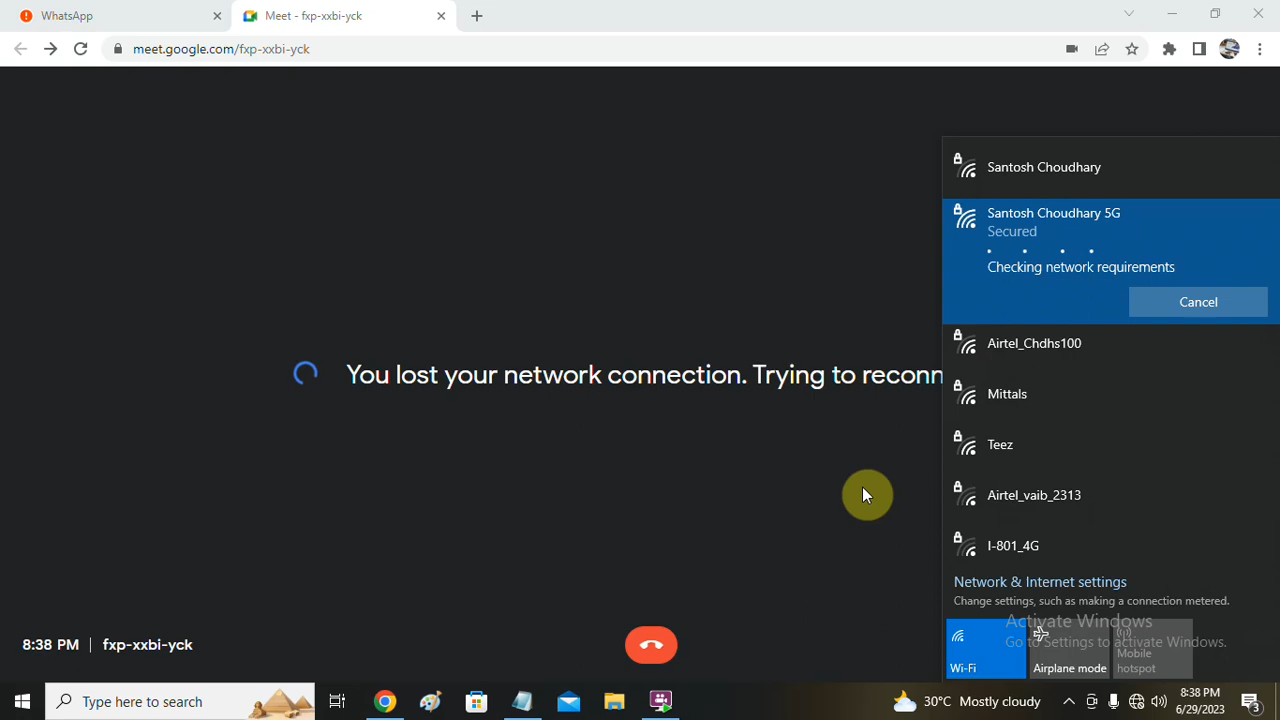 WhatsApp
Meet - fxp-xxbi-yck
meet.google.com/fxp-xxbi-yck
Santosh Choudhary
Santosh Choudhary 5G
Secured
Checking network requirements
Cancel
Airtel_Chdhs100
You lost your network connection. Trying to reconn
Mittals
Teez
Airtel_vaib_2313
I-801_4G
Network & Internet settings
Change settings, such as making a connection metered.
Activate Windows
Go to Settings to activate Windows.
Wi-Fi
Airplane mode
Mobile
hotspot
8:38 PM | fxp-xxbi-yck
Type here to search
30°C Mostly cloudy
8:38 PM
6/29/2023
3